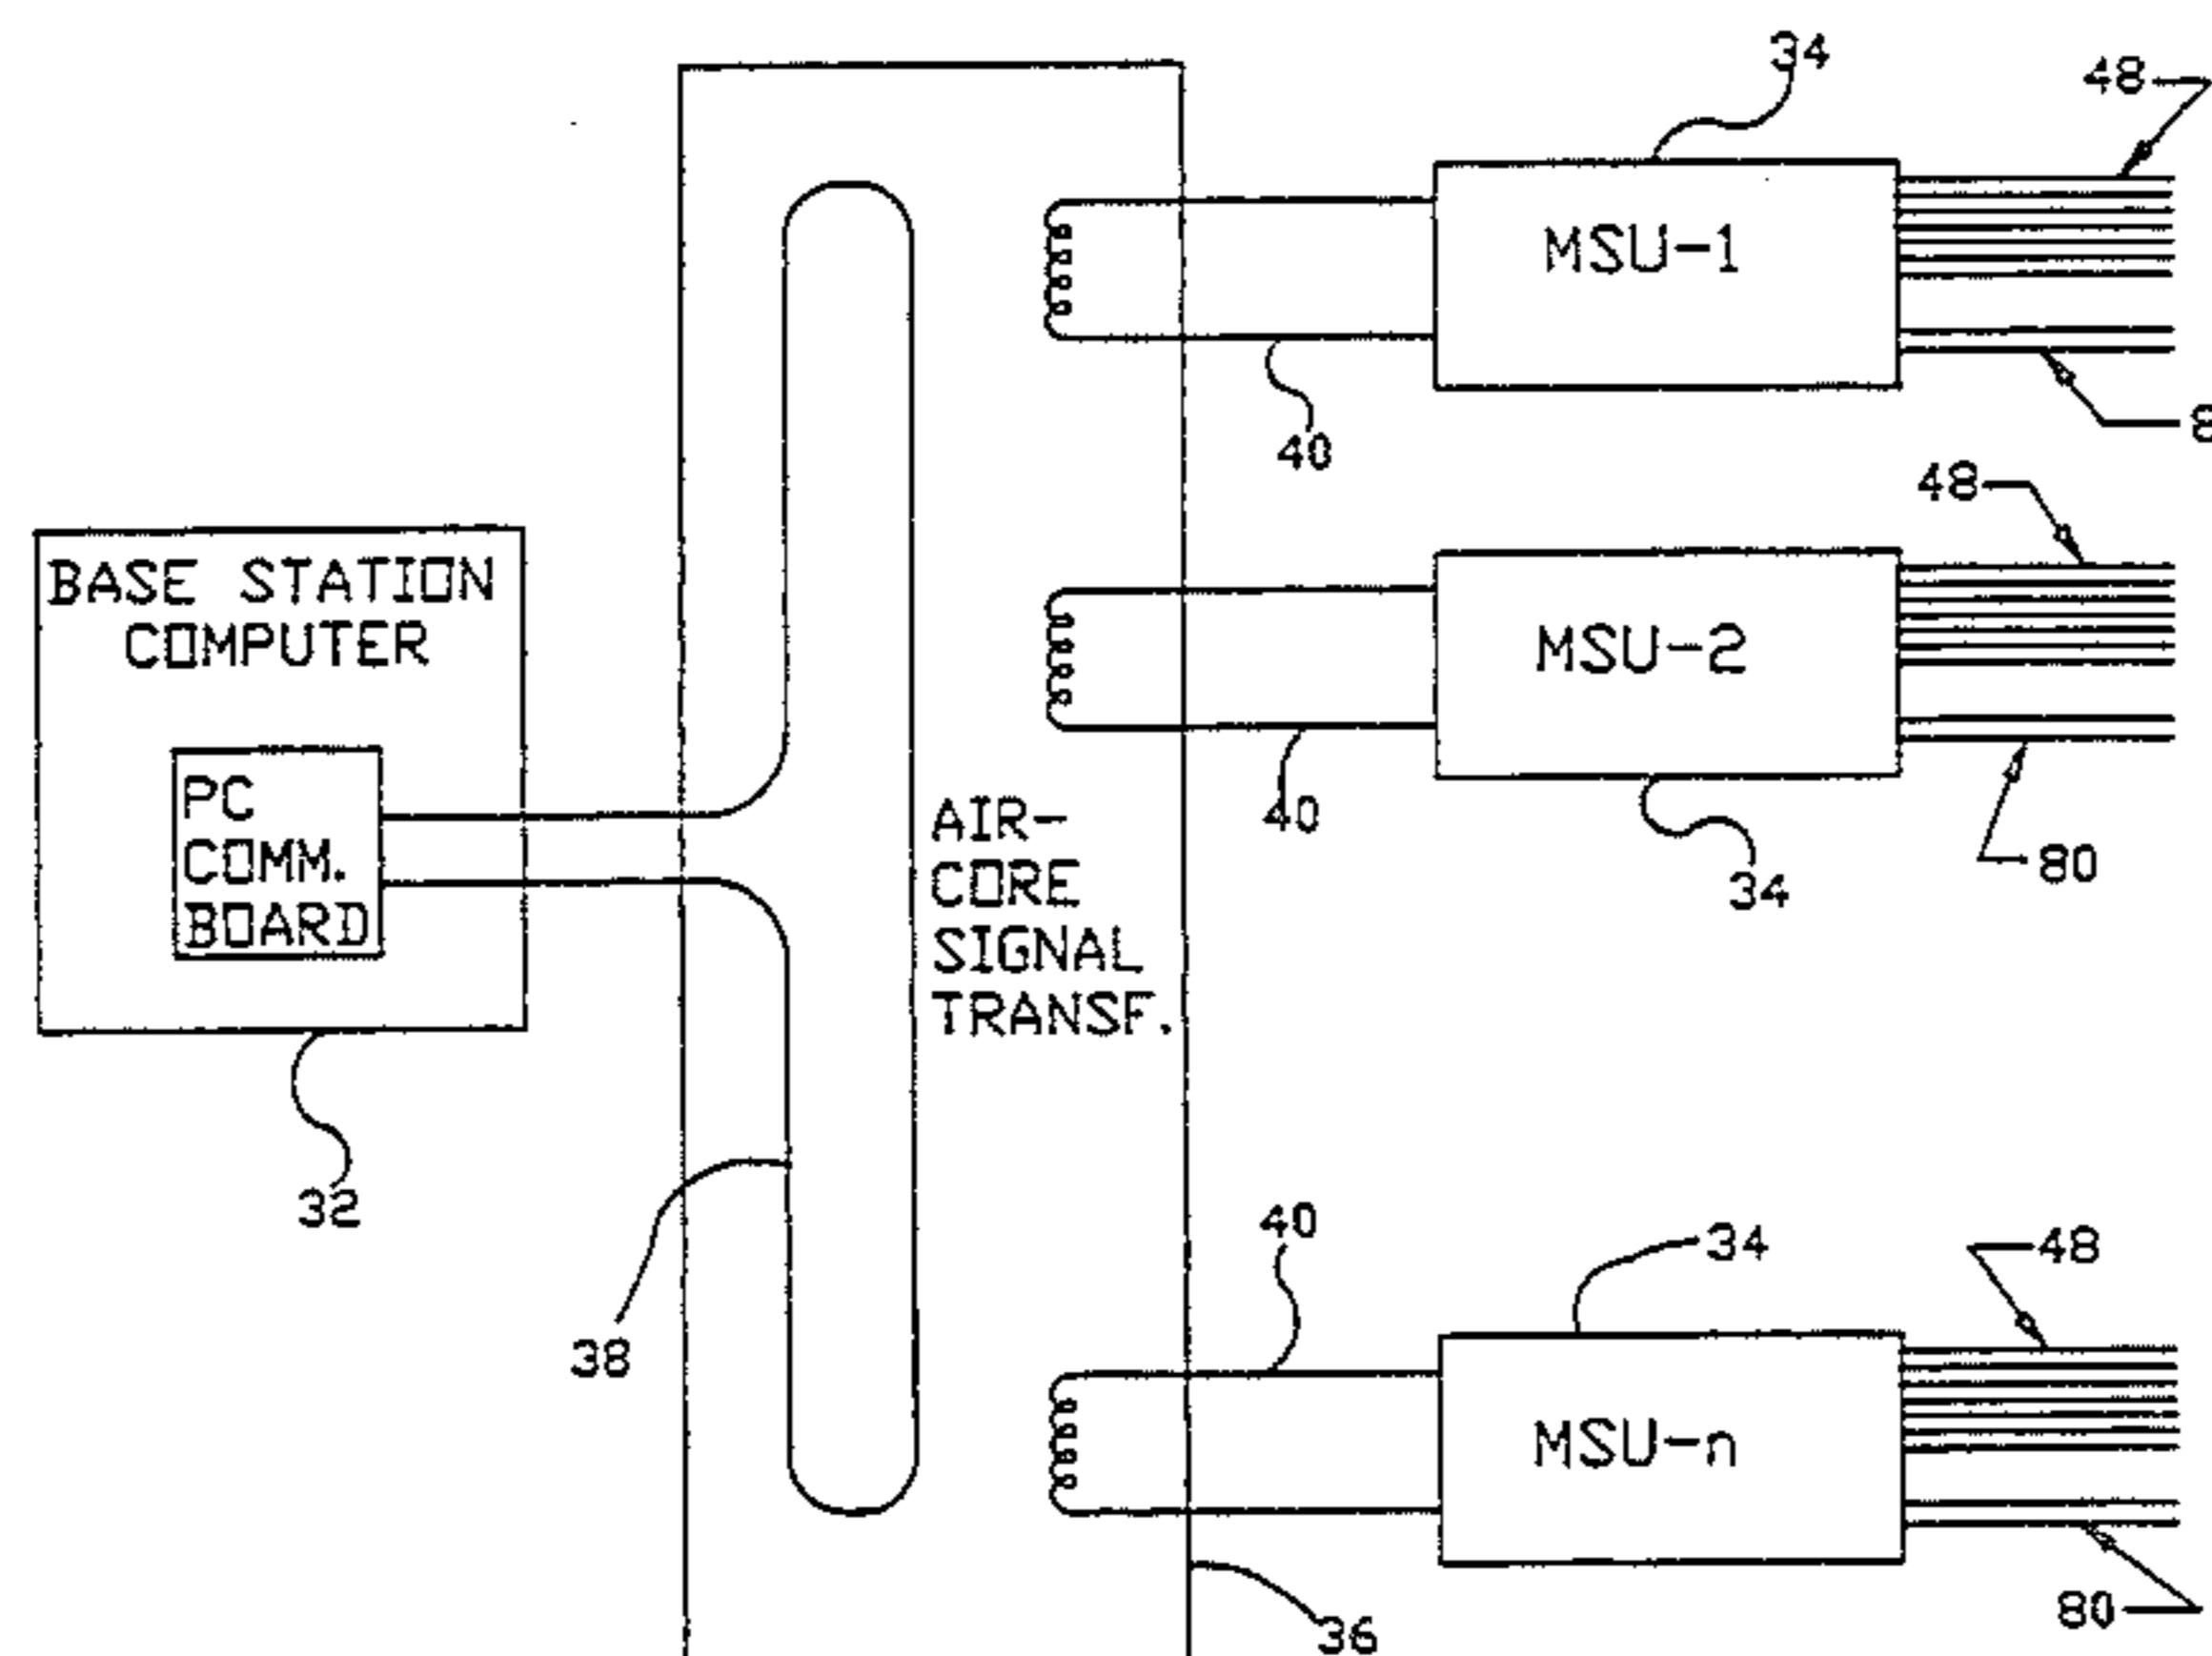 34
48
MSU-1
40
8
48
BASE STATION
COMPUTER
MSU-2
PC
COMM.
BOARD
40
80
34
AIR-
CORE
SIGNAL
TRANSF.
32
40
34
48
38
MSU-n
80
36